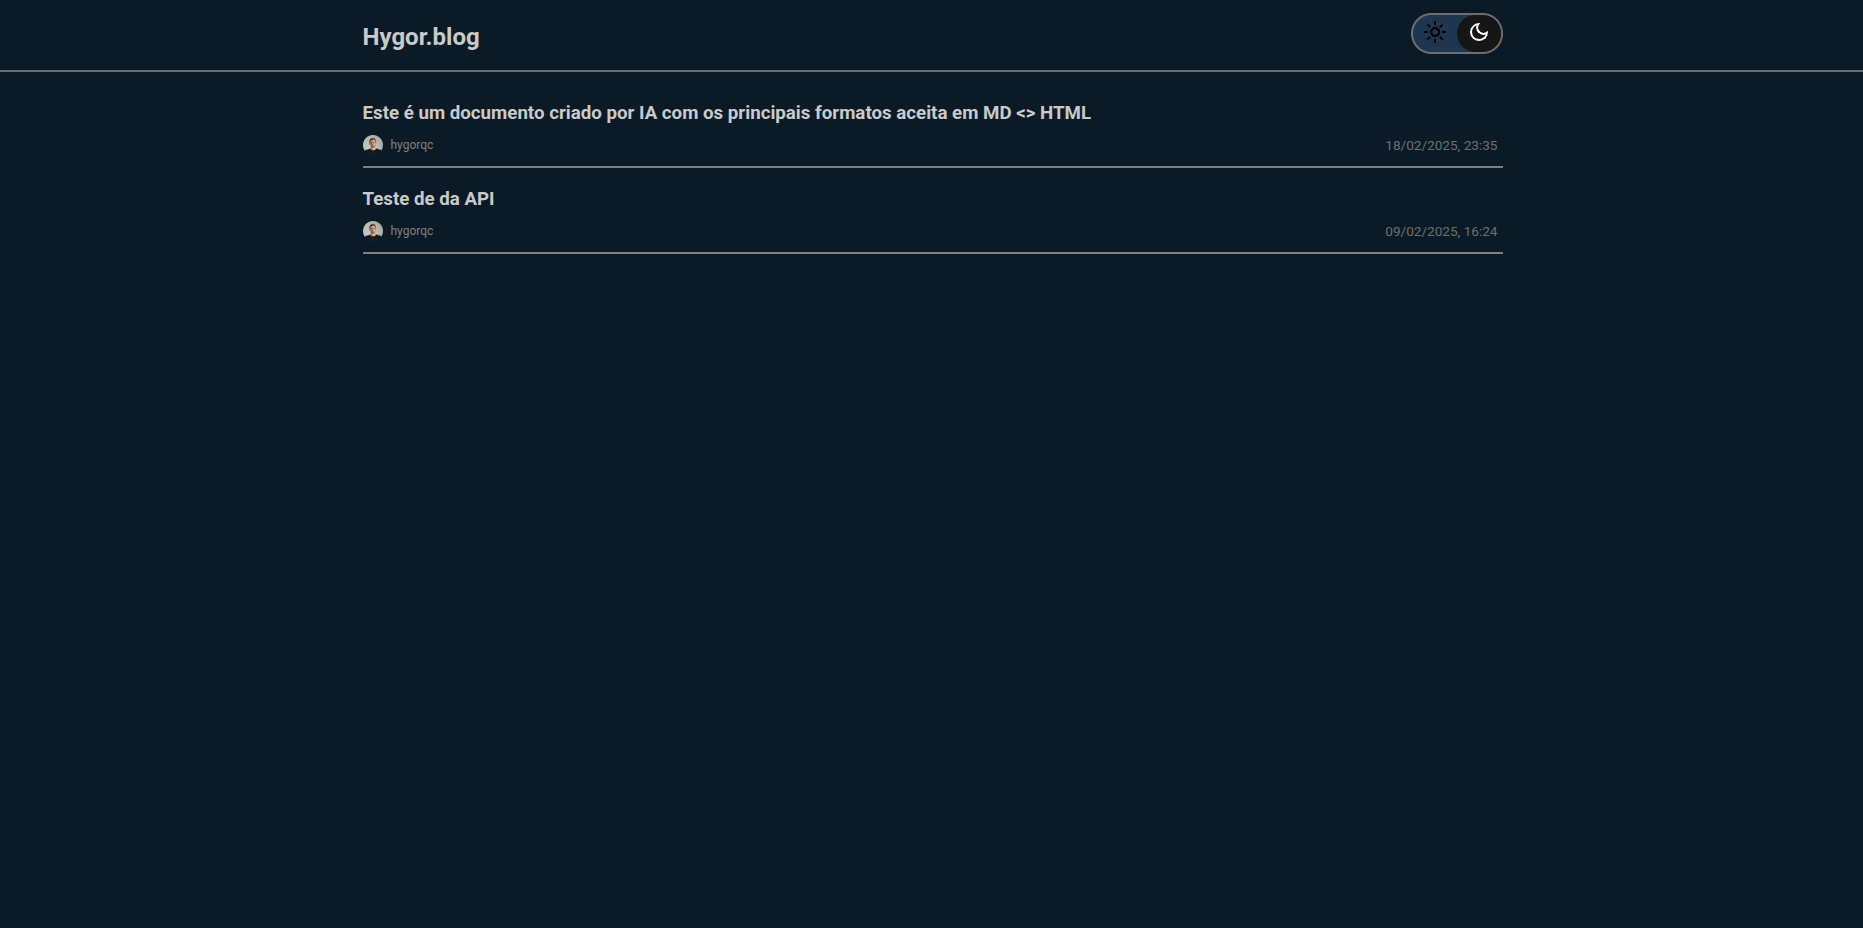 Hygor.blog
Este é um documento criado por IA com os principais formatos aceita em MD <> HTML
hygorqc
18/02/2025, 23:35
Teste de da API
hygorqc
09/02/2025, 16:24